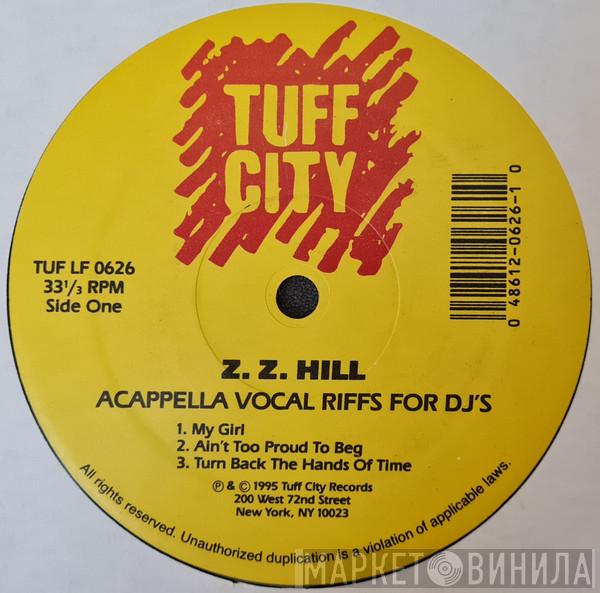 TUFF
CITY
TUF LF 0626
33 1/3 RPM
Side One
0 48612-0626-1 0
Z. Z. HILL
ACAPPELLA VOCAL RIFFS FOR DJ'S
1. My Girl
2. Ain't Too Proud To Beg
3. Turn Back The Hands Of Time
℗ & © 1995 Tuff City Records
200 West 72nd Street
New York, NY 10023
All rights reserved. Unauthorized duplication is a violation of applicable laws.
МАРКЕТ ВИНИЛА